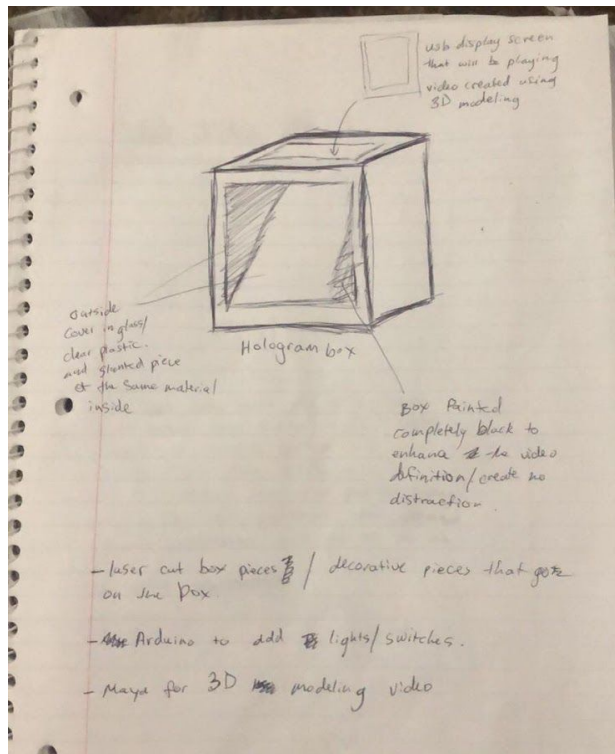 usb display screen
that will be playing
video created using
3D modeling
outside
Cover in glass/
clear plastic.
and slanted piece
of the same material
inside
Hologram box
Box Painted
completely black to
enhance the video
definition/create no
distraction.
- laser cut box pieces / decorative pieces that go
on the box
- Arduino to add lights/switches.
- Maya for 3D modeling video